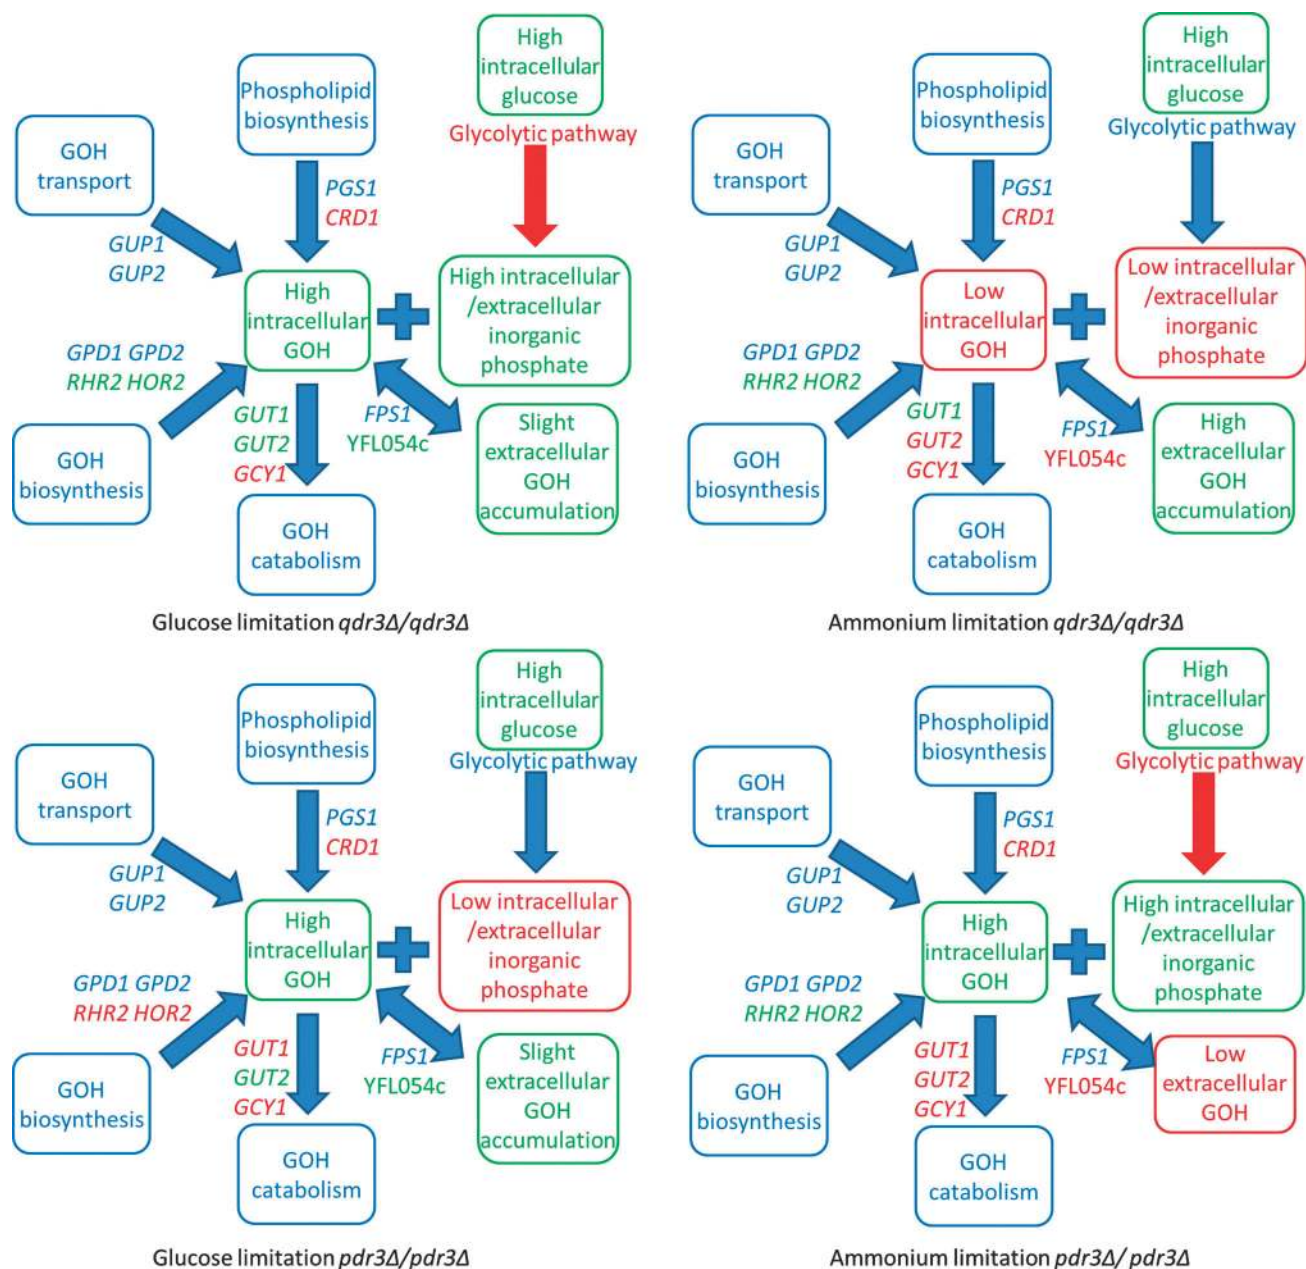 High
intracellular
glucose
Phospholipid
biosynthesis
Glycolytic pathway
GOH
transport
PGS1
CRD1
GUP1
GUP2
High
intracellular
GOH
High intracellular
/extracellular
inorganic
phosphate
GPD1 GPD2
RHR2 HOR2
GUT1
GUT2
GCY1
FPS1
YFL054c
Slight
extracellular
GOH
accumulation
GOH
biosynthesis
GOH
catabolism
Glucose limitation qdr3Δ/qdr3Δ
High
intracellular
glucose
Phospholipid
biosynthesis
Glycolytic pathway
GOH
transport
PGS1
CRD1
GUP1
GUP2
Low
intracellular
GOH
Low intracellular
/extracellular
inorganic
phosphate
GPD1 GPD2
RHR2 HOR2
GUT1
GUT2
GCY1
FPS1
YFL054c
High
extracellular
GOH
accumulation
GOH
biosynthesis
GOH
catabolism
Ammonium limitation qdr3Δ/qdr3Δ
High
intracellular
glucose
Phospholipid
biosynthesis
Glycolytic pathway
GOH
transport
PGS1
CRD1
GUP1
GUP2
High
intracellular
GOH
Low intracellular
/extracellular
inorganic
phosphate
GPD1 GPD2
RHR2 HOR2
GUT1
GUT2
GCY1
FPS1
YFL054c
Slight
extracellular
GOH
accumulation
GOH
biosynthesis
GOH
catabolism
Glucose limitation pdr3Δ/pdr3Δ
High
intracellular
glucose
Phospholipid
biosynthesis
Glycolytic pathway
GOH
transport
PGS1
CRD1
GUP1
GUP2
High
intracellular
GOH
High intracellular
/extracellular
inorganic
phosphate
GPD1 GPD2
RHR2 HOR2
GUT1
GUT2
GCY1
FPS1
YFL054c
Low
extracellular
GOH
GOH
biosynthesis
GOH
catabolism
Ammonium limitation pdr3Δ/ pdr3Δ